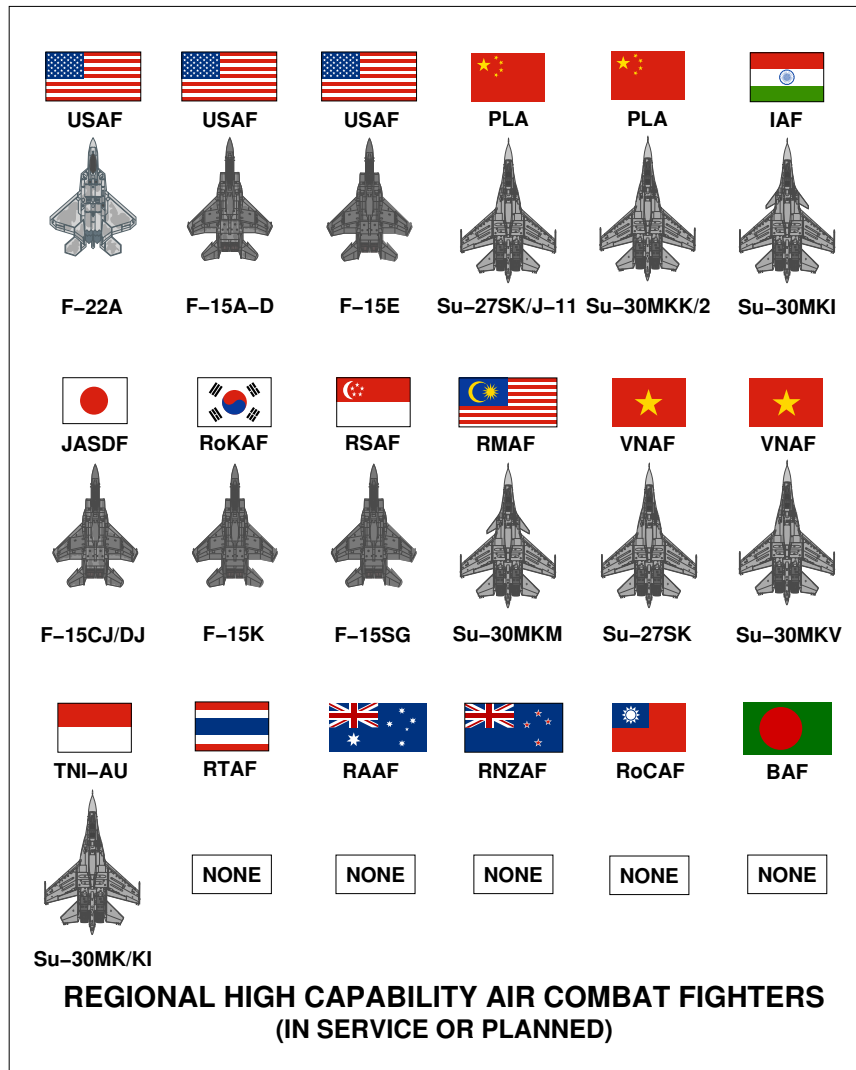 USAF USAF USAF PLA PLA IAF
F–22A F–15A–D F–15E Su–27SK/J–11 Su–30MKK/2 Su–30MKI
JASDF RoKAF RSAF RMAF VNAF VNAF
F–15CJ/DJ F–15K F–15SG Su–30MKM Su–27SK Su–30MKV
TNI–AU RTAF RAAF RNZAF RoCAF BAF
NONE NONE NONE NONE NONE
Su–30MK/KI
REGIONAL HIGH CAPABILITY AIR COMBAT FIGHTERS
(IN SERVICE OR PLANNED)